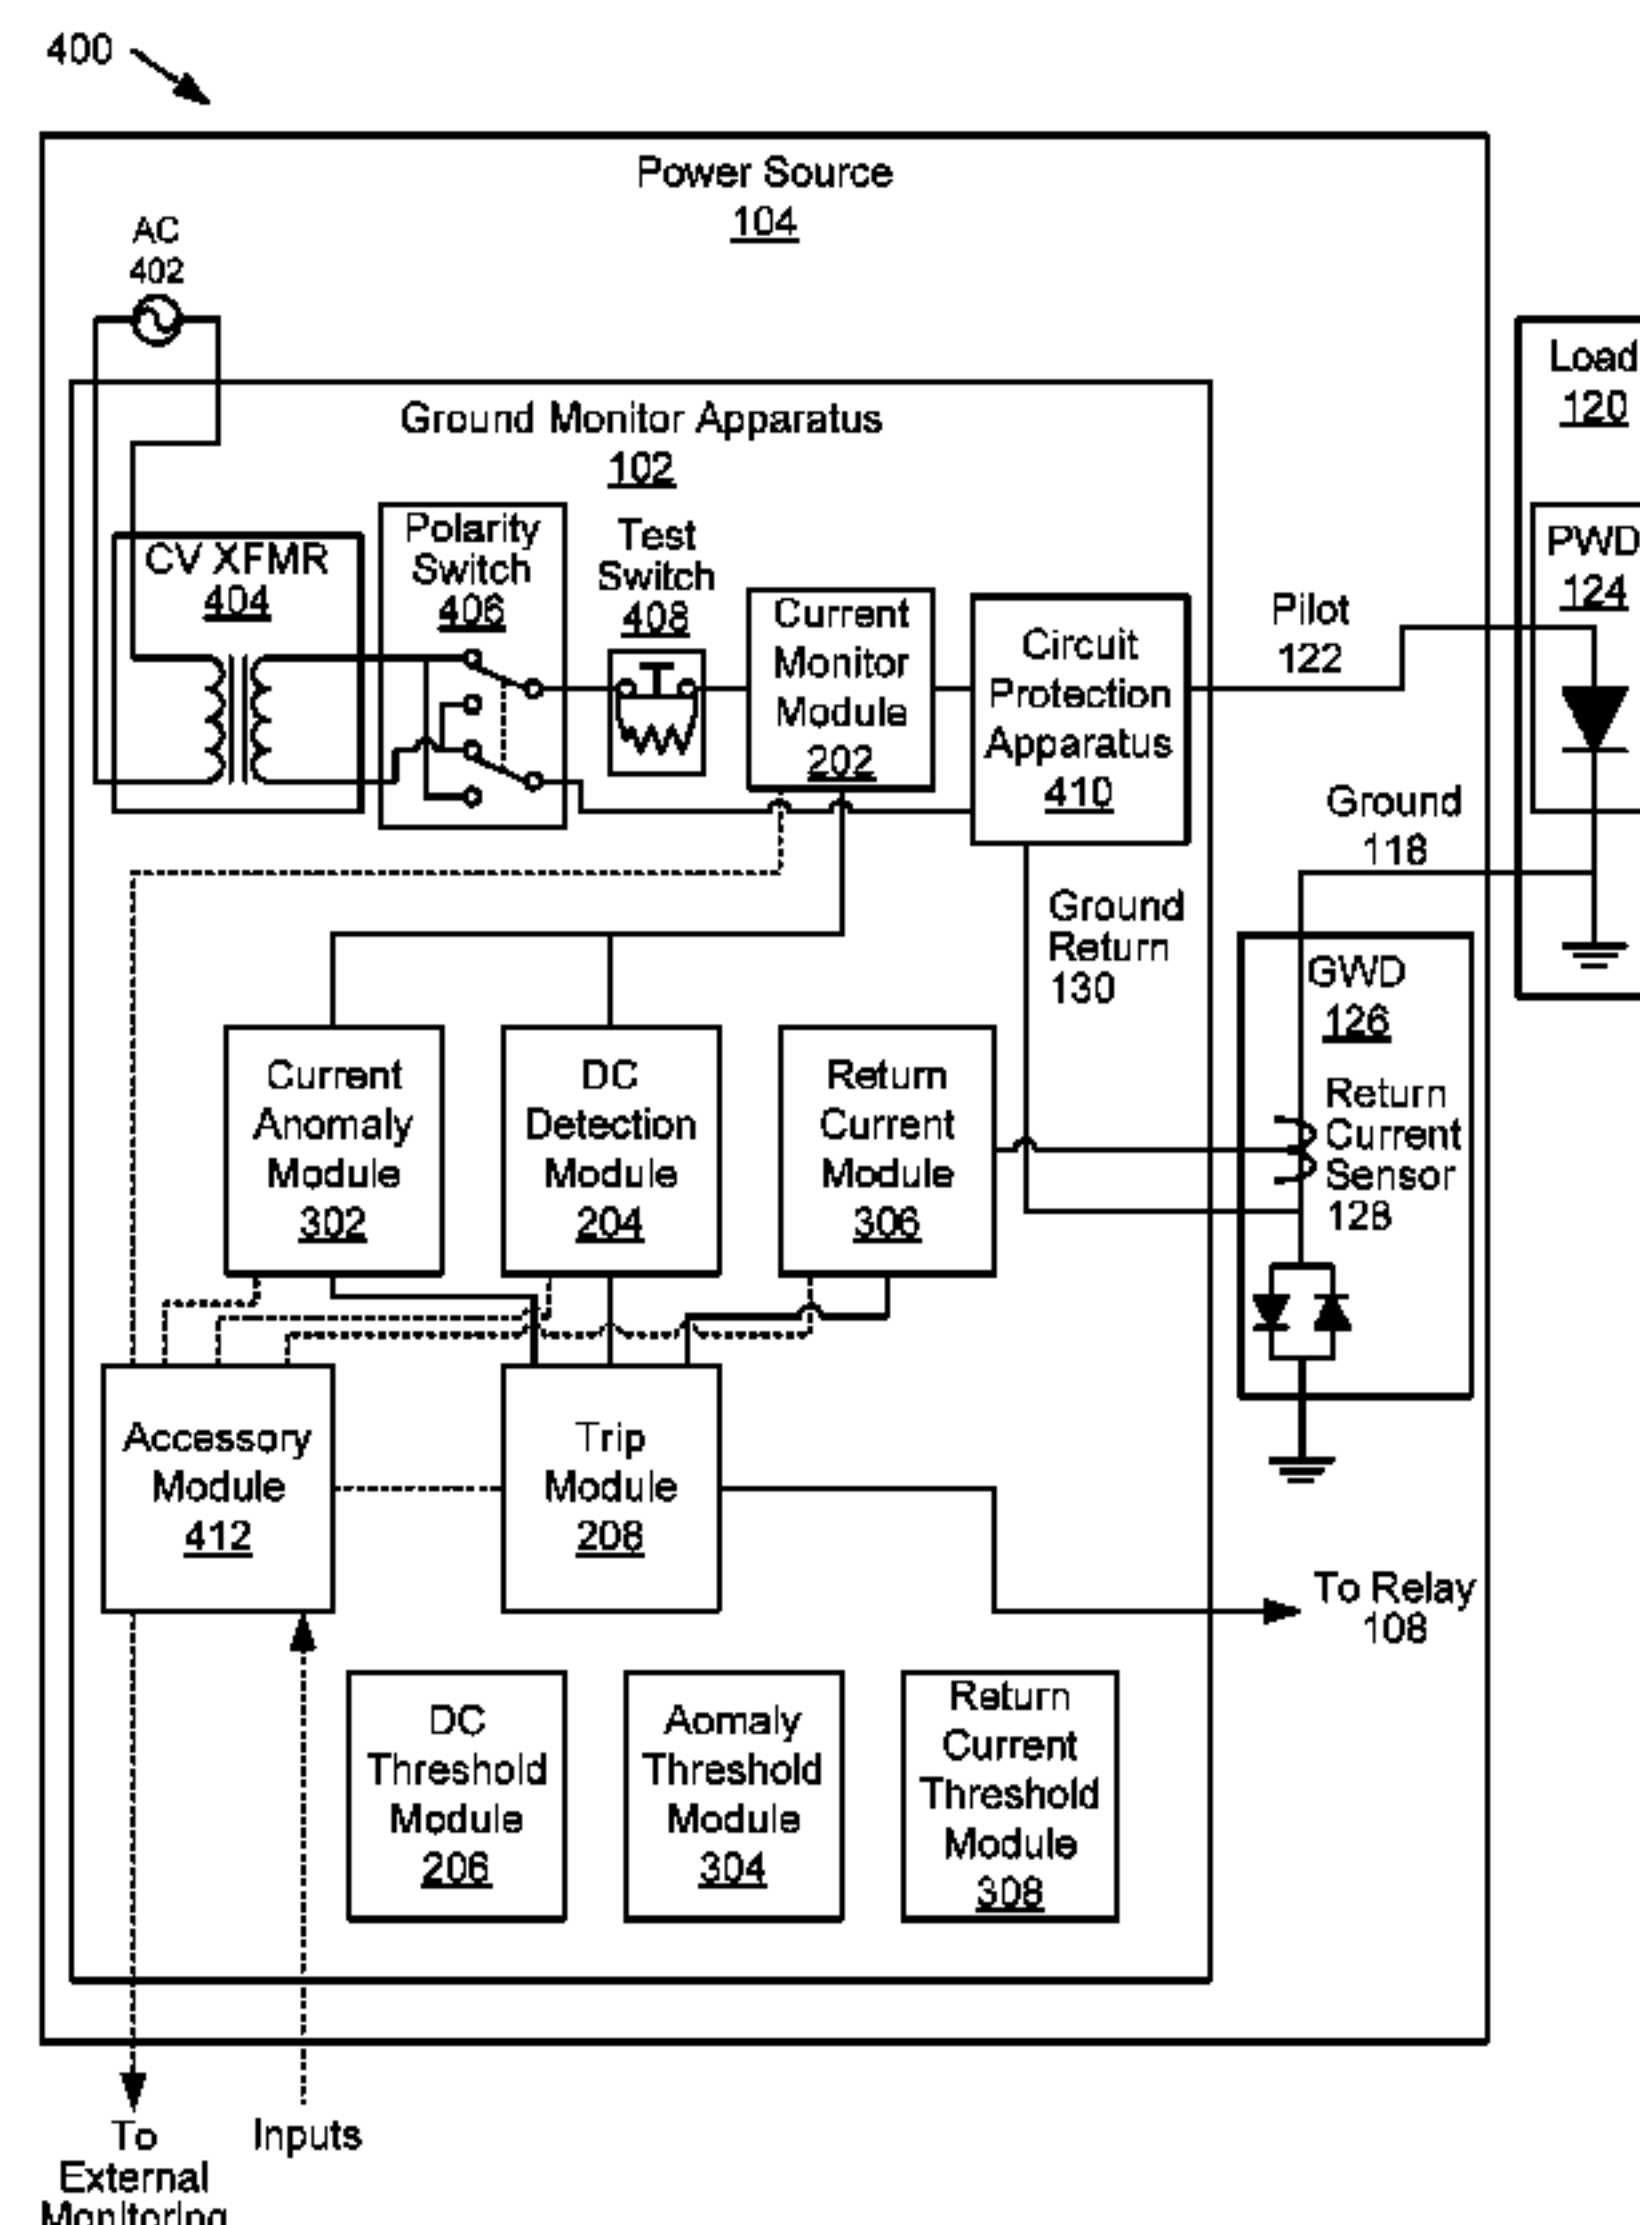 400
Power Source
104
AC
402
Load
120
Ground Monitor Apparatus
102
CV XFMR
404
Polarity
Switch
406
Test
Switch
408
Current
Monitor
Module
202
Circuit
Protection
Apparatus
410
Pilot
122
PWD
124
Ground
118
Ground
Return
130
GWD
126
Return
Current
Sensor
128
Current
Anomaly
Module
302
DC
Detection
Module
204
Return
Current
Module
306
Accessory
Module
412
Trip
Module
208
To Relay
108
DC
Threshold
Module
206
Aomaly
Threshold
Module
304
Return
Current
Threshold
Module
308
To
External
Monitoring
Inputs